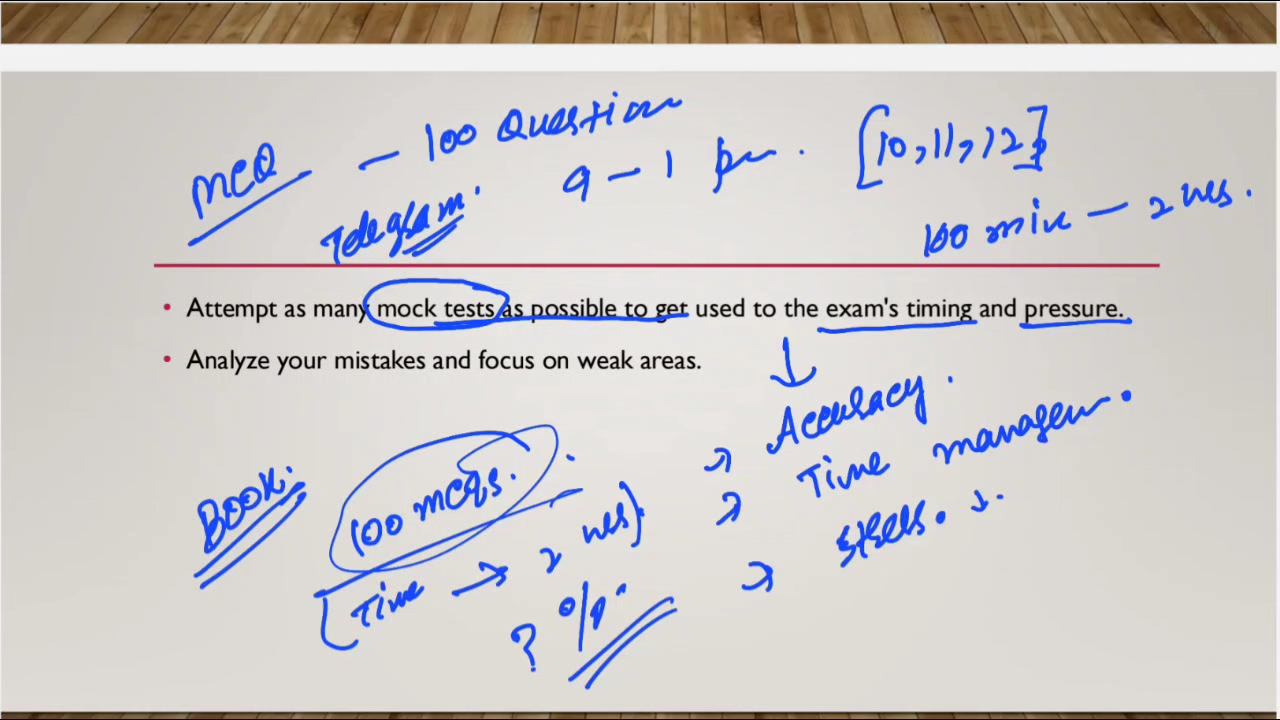 MCQ - 100 Question
Telegram. 9 - 1 pm. [10, 11, 12]
100 min - 2 hrs.
• Attempt as many mock tests as possible to get used to the exam's timing and pressure.
• Analyze your mistakes and focus on weak areas.
Accuracy.
Book. 100 mcqs. → Time managem.
[Time → 2 hrs) → stress. ↓
? o/p.